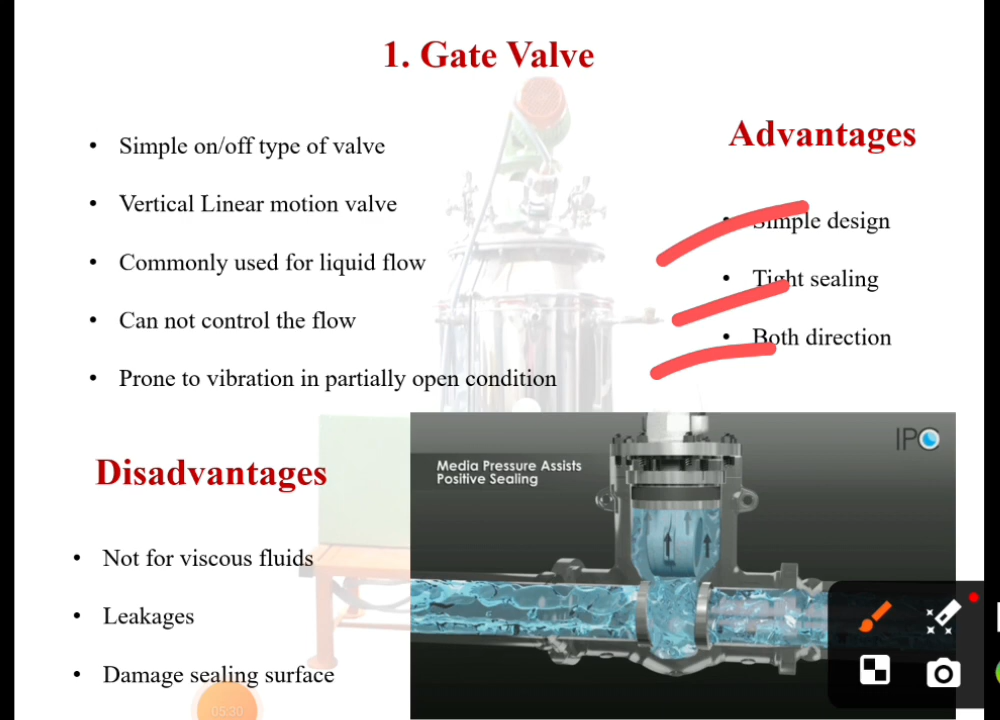 1. Gate Valve
• Simple on/off type of valve
• Vertical Linear motion valve
• Commonly used for liquid flow
• Can not control the flow
• Prone to vibration in partially open condition
Advantages
• Simple design
• Tight sealing
• Both direction
Disadvantages
• Not for viscous fluids
• Leakages
• Damage sealing surface
Media Pressure Assists
Positive Sealing
IPC
05:30